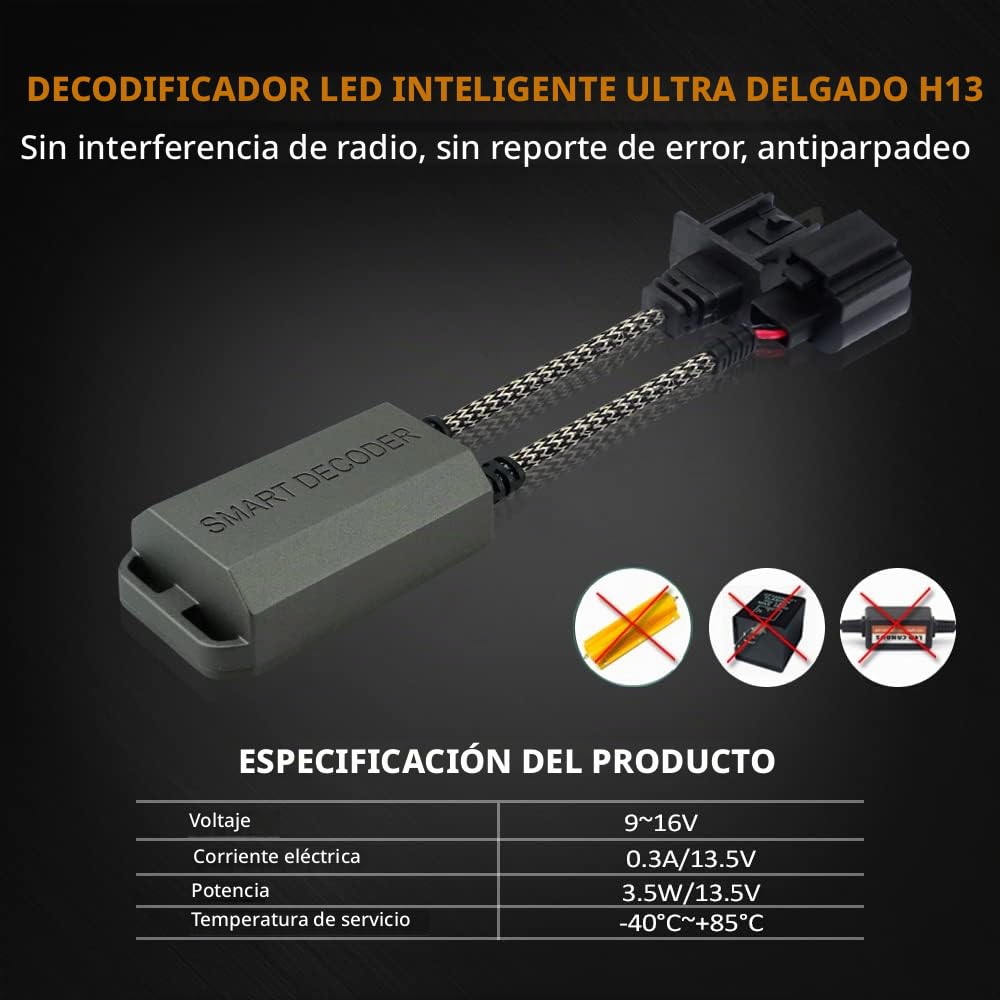 DECODIFICADOR LED INTELIGENTE ULTRA DELGADO H13
Sin interferencia de radio, sin reporte de error, antiparpadeo
SMART DECODER
LED CANBUS
ESPECIFICACIÓN DEL PRODUCTO
Voltaje 9~16V
Corriente eléctrica 0.3A/13.5V
Potencia 3.5W/13.5V
Temperatura de servicio -40°C~+85°C